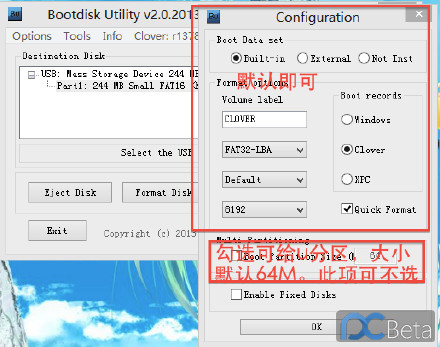 Bootdisk Utility v2.0.2013
Options Tools Info Clover: r137
Destination Disk
USB: Mass Storage Device 244 MB
Part1: 244 MB Small FAT16
Select the USB
Eject Disk
Format Disk
Exit
Copyright (c) 2013
Configuration
Boot Data set
Built-in External Not Inst
默认即可
Format options
Volume label
CLOVER
FAT32-LBA
Default
8192
Boot records
Windows
Clover
XPC
Quick Format
Multi Partitioning
勾选可给u分区，大小
Boot Partition Size
默认64M。此项可不选
Enable Fixed Disks
OK
PCBeta